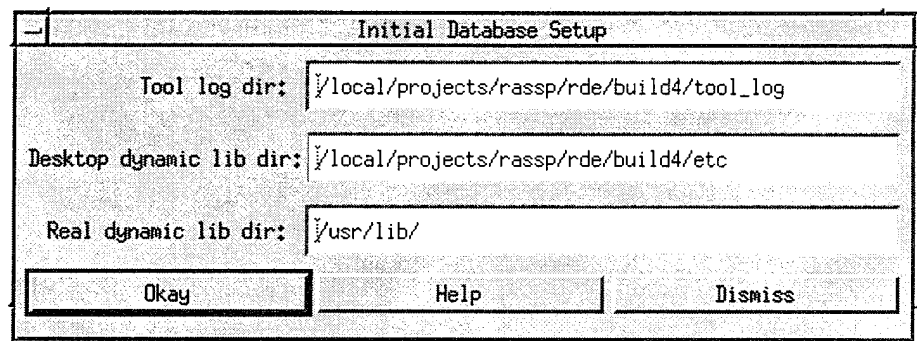 Initial Database Setup
Tool log dir: /local/projects/rassp/rde/build4/tool_log
Desktop dynamic lib dir: /local/projects/rassp/rde/build4/etc
Real dynamic lib dir: /usr/lib/
Okay Help Dismiss